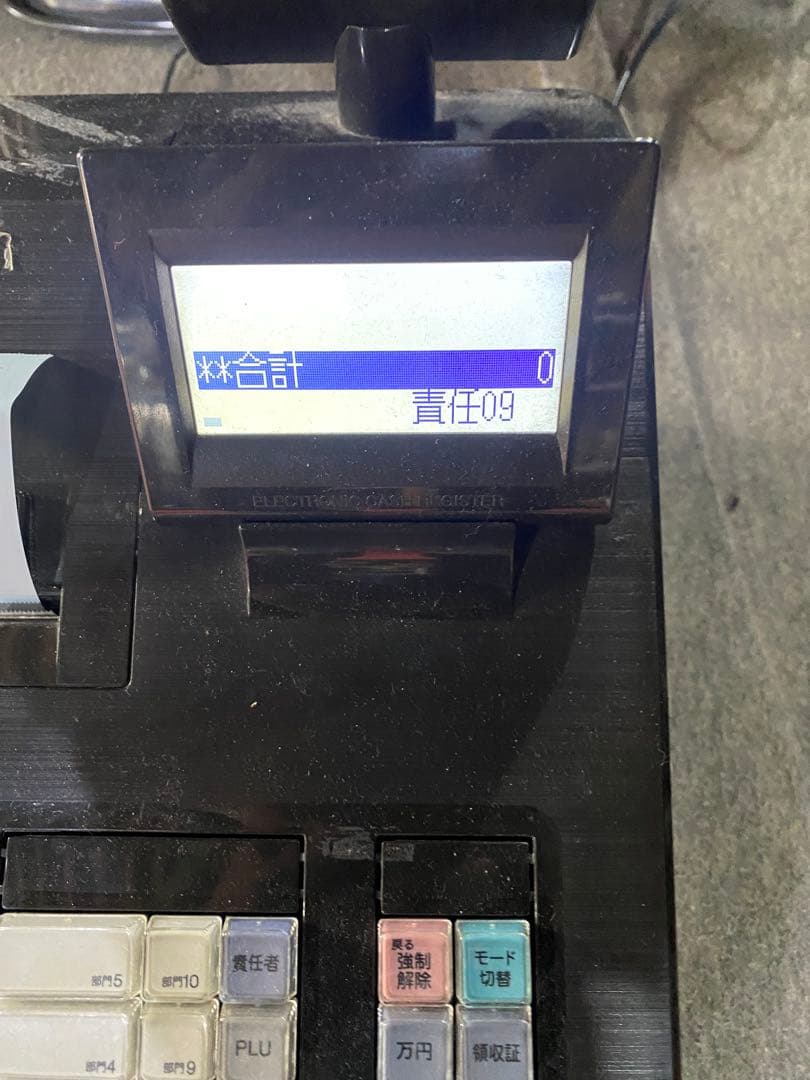 **合計 0
責任09
ELECTRONIC CASH REGISTER
部門5 部門10 責任者
戻る
強制
解除
モード
切替
部門4 部門9 PLU
万円 領収証